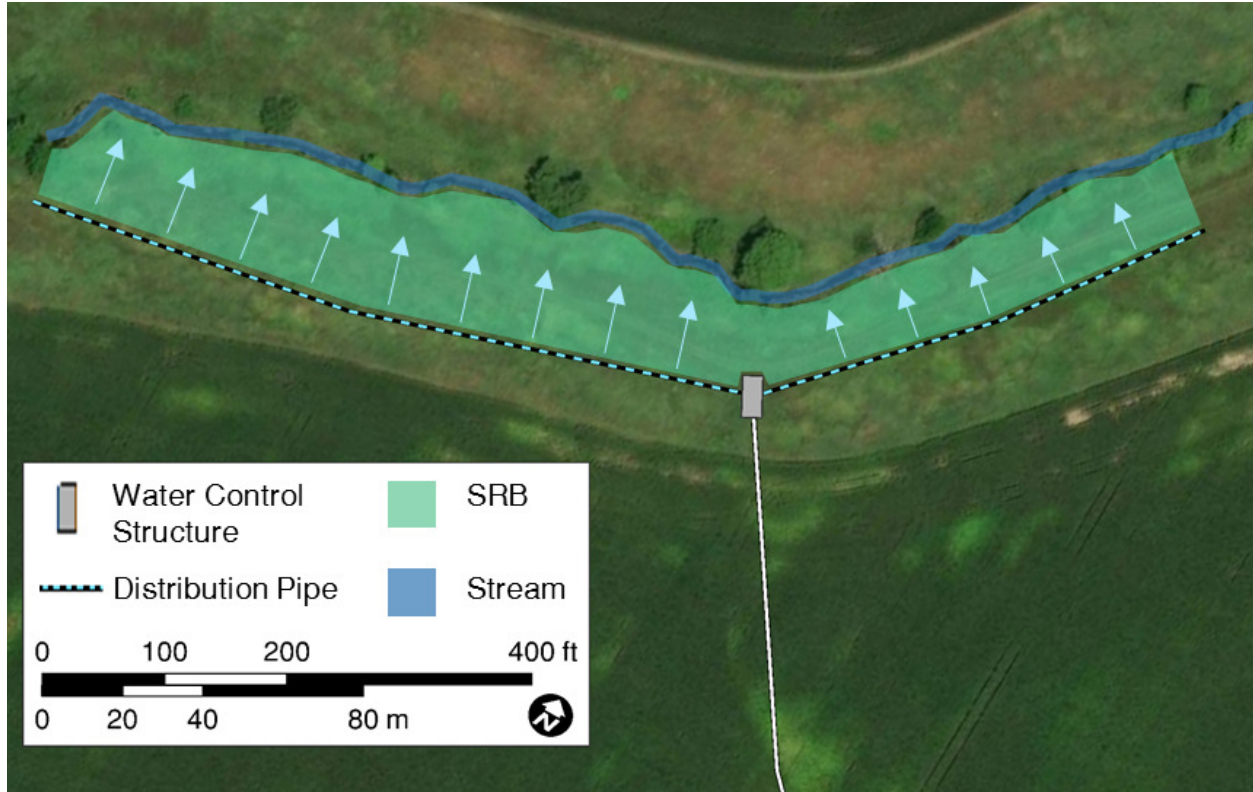 Water Control
Structure
SRB
Distribution Pipe
Stream
0 100 200 400 ft
0 20 40 80 m
N